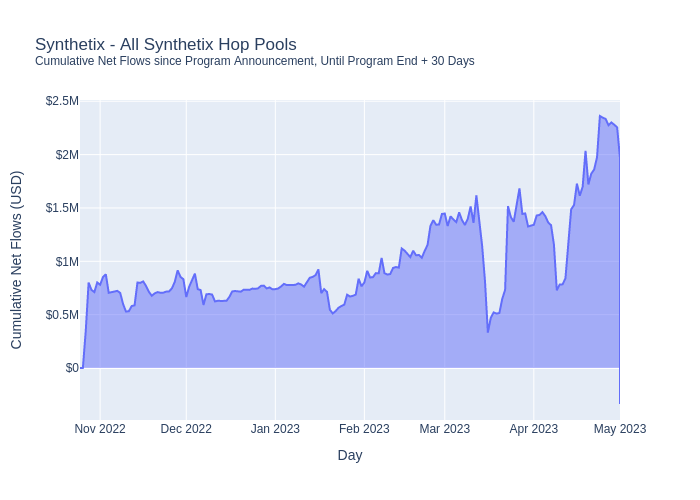 Synthetix - All Synthetix Hop Pools
Cumulative Net Flows since Program Announcement, Until Program End + 30 Days
Cumulative Net Flows (USD)
$2.5M
$2M
$1.5M
$1M
$0.5M
$0
Nov 2022 Dec 2022 Jan 2023 Feb 2023 Mar 2023 Apr 2023 May 2023
Day